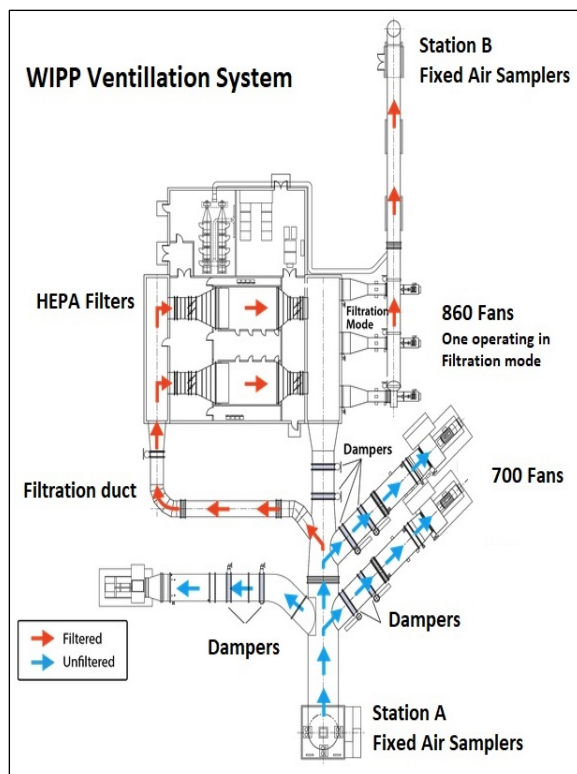 Station B
Fixed Air Samplers
WIPP Ventillation System
HEPA Filters
Filtration
Mode
860 Fans
One operating in
Filtration mode
Dampers
700 Fans
Filtration duct
Dampers
Dampers
Filtered
Unfiltered
Station A
Fixed Air Samplers